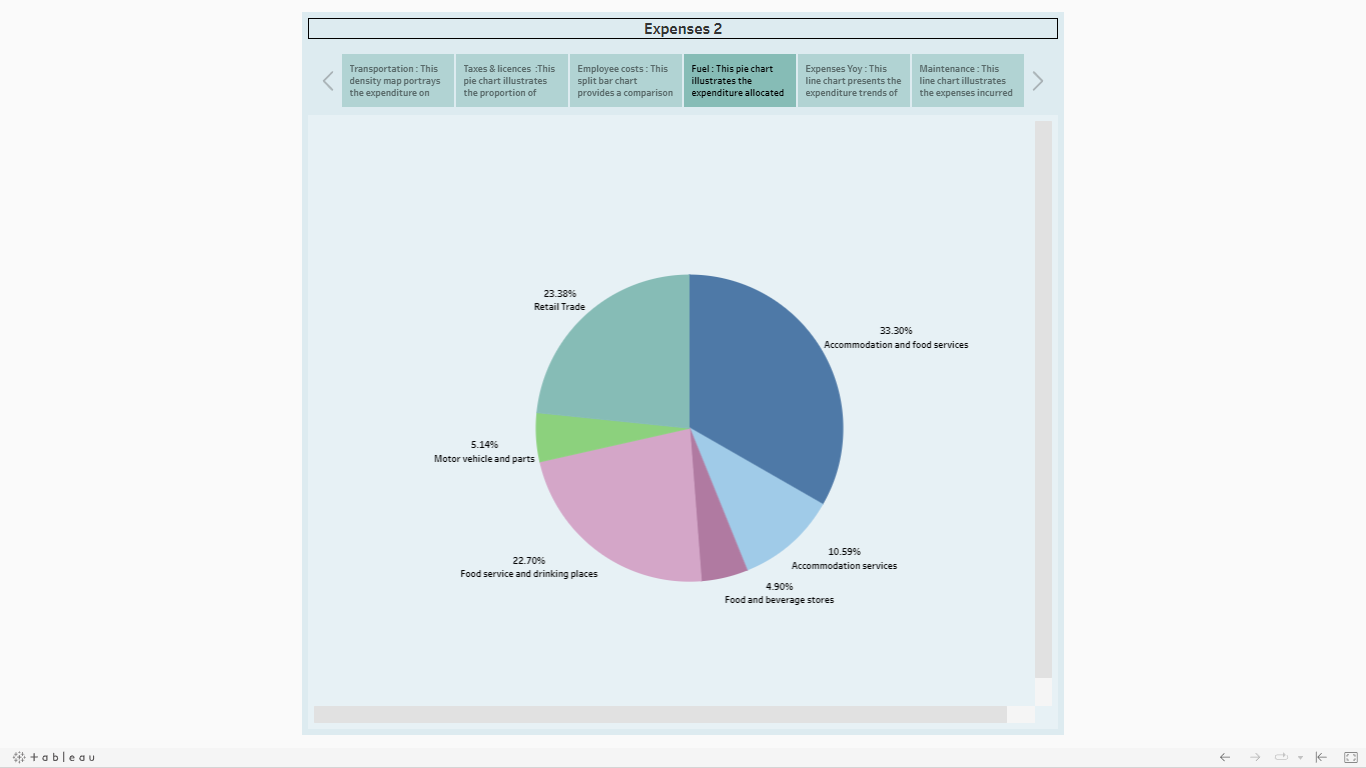 Expenses 2
Transportation : This
density map portrays
the expenditure on
Taxes & licences  :This
pie chart illustrates
the proportion of
Employee costs : This
split bar chart
provides a comparison
Fuel : This pie chart
illustrates the
expenditure allocated
Expenses Yoy : This
line chart presents the
expenditure trends of
Maintenance : This
line chart illustrates
the expenses incurred
23.38%
Retail Trade
33.30%
Accommodation and food services
5.14%
Motor vehicle and parts
22.70%
Food service and drinking places
10.59%
Accommodation services
4.90%
Food and beverage stores
+ a b l e a u